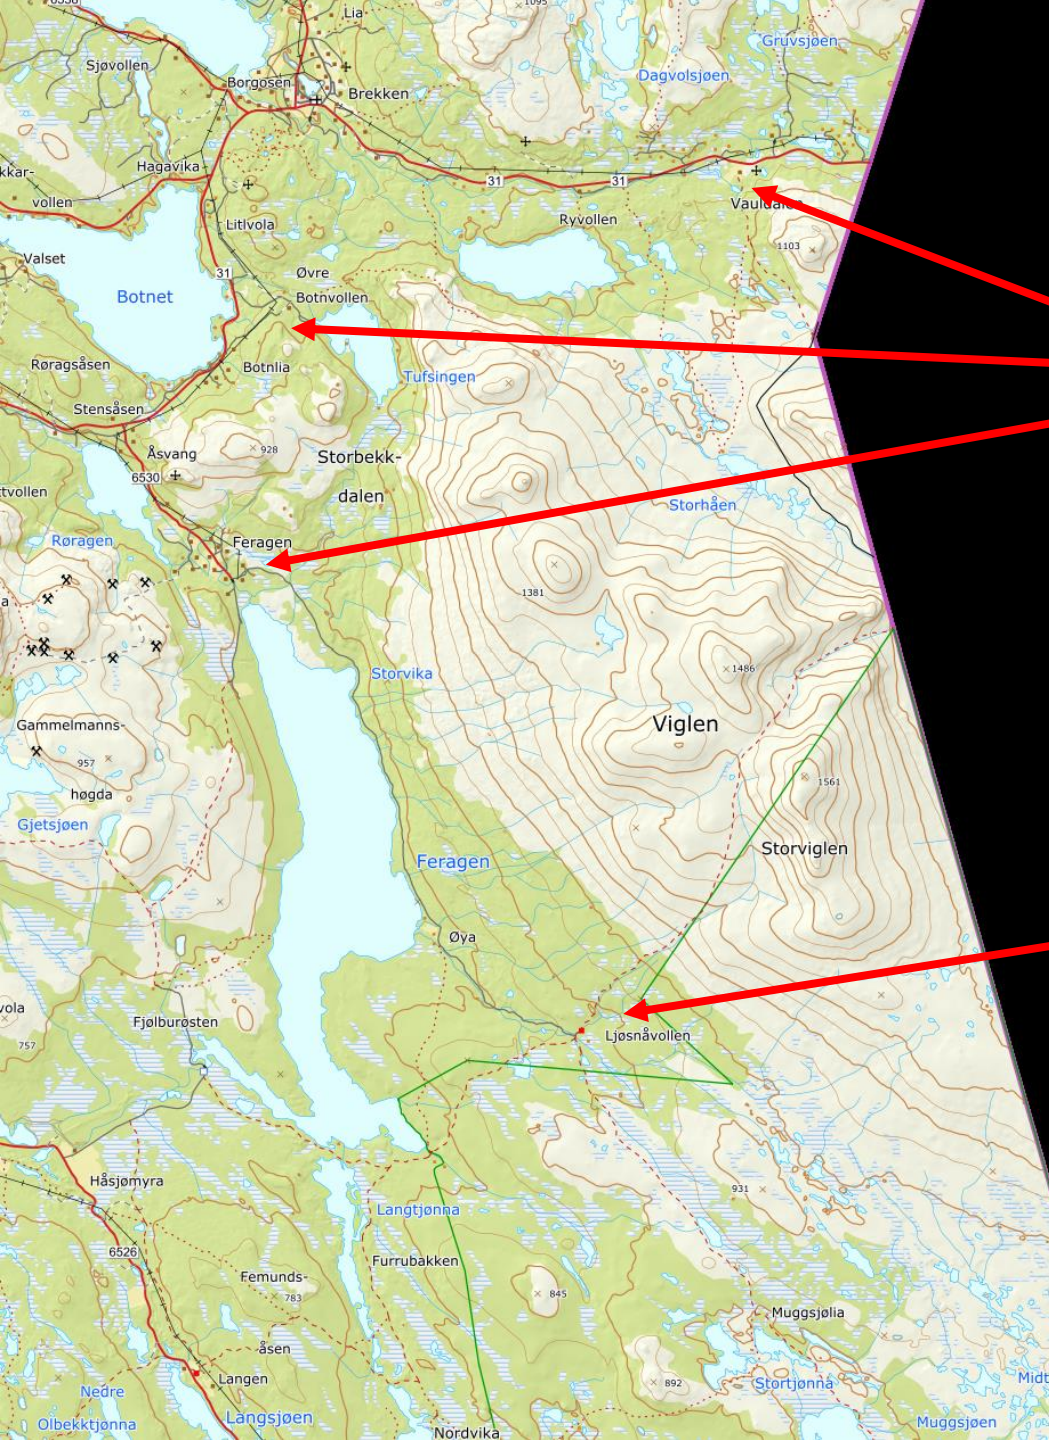 Lia
1095
Gruvsjøen
Sjøvollen
Dagvolsjøen
Borgosen
Brekken
Hagavika
kkar-
vollen
31
31
Vauldalen
Ryvollen
Litlvola
1103
Valset
31
Øvre
Botnvollen
Botnet
Røragsåsen
Botnlia
Tufsingen
Stensåsen
Åsvang
928
Storbekk-
dalen
6530
tvollen
Storhåen
Røragen
Feragen
1381
a
Storvika
1486
Viglen
Gammelmanns-
957
høgda
1561
Gjetsjøen
Storviglen
Feragen
Øya
vola
Fjølburøsten
757
Ljøsnåvollen
Håsjømyra
931
Langtjønna
6526
Furrubakken
Femunds-
783
845
Muggsjølia
åsen
Langen
892
Stortjønna
Midt
Nedre
Olbekktjønna
Langsjøen
Muggsjøen
Nordvika